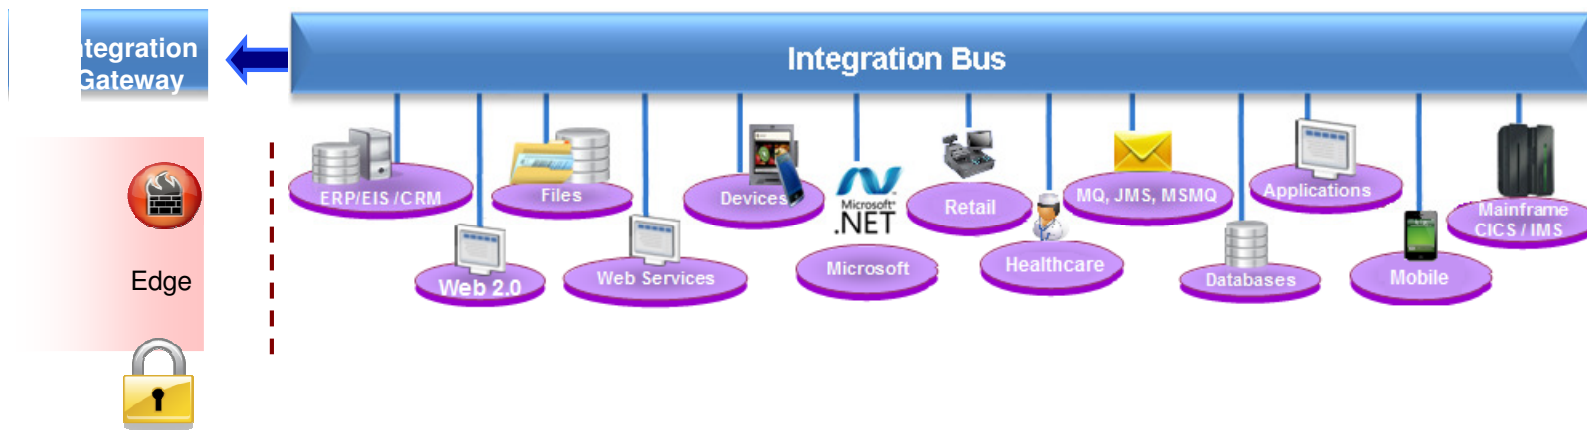 ntegration
Gateway
Integration Bus
ERP/EIS /CRM
Files
Devices
Microsoft
.NET
Retail
MQ, JMS, MSMQ
Applications
Mainframe
CICS / IMS
Web 2.0
Web Services
Microsoft
Healthcare
Databases
Mobile
Edge